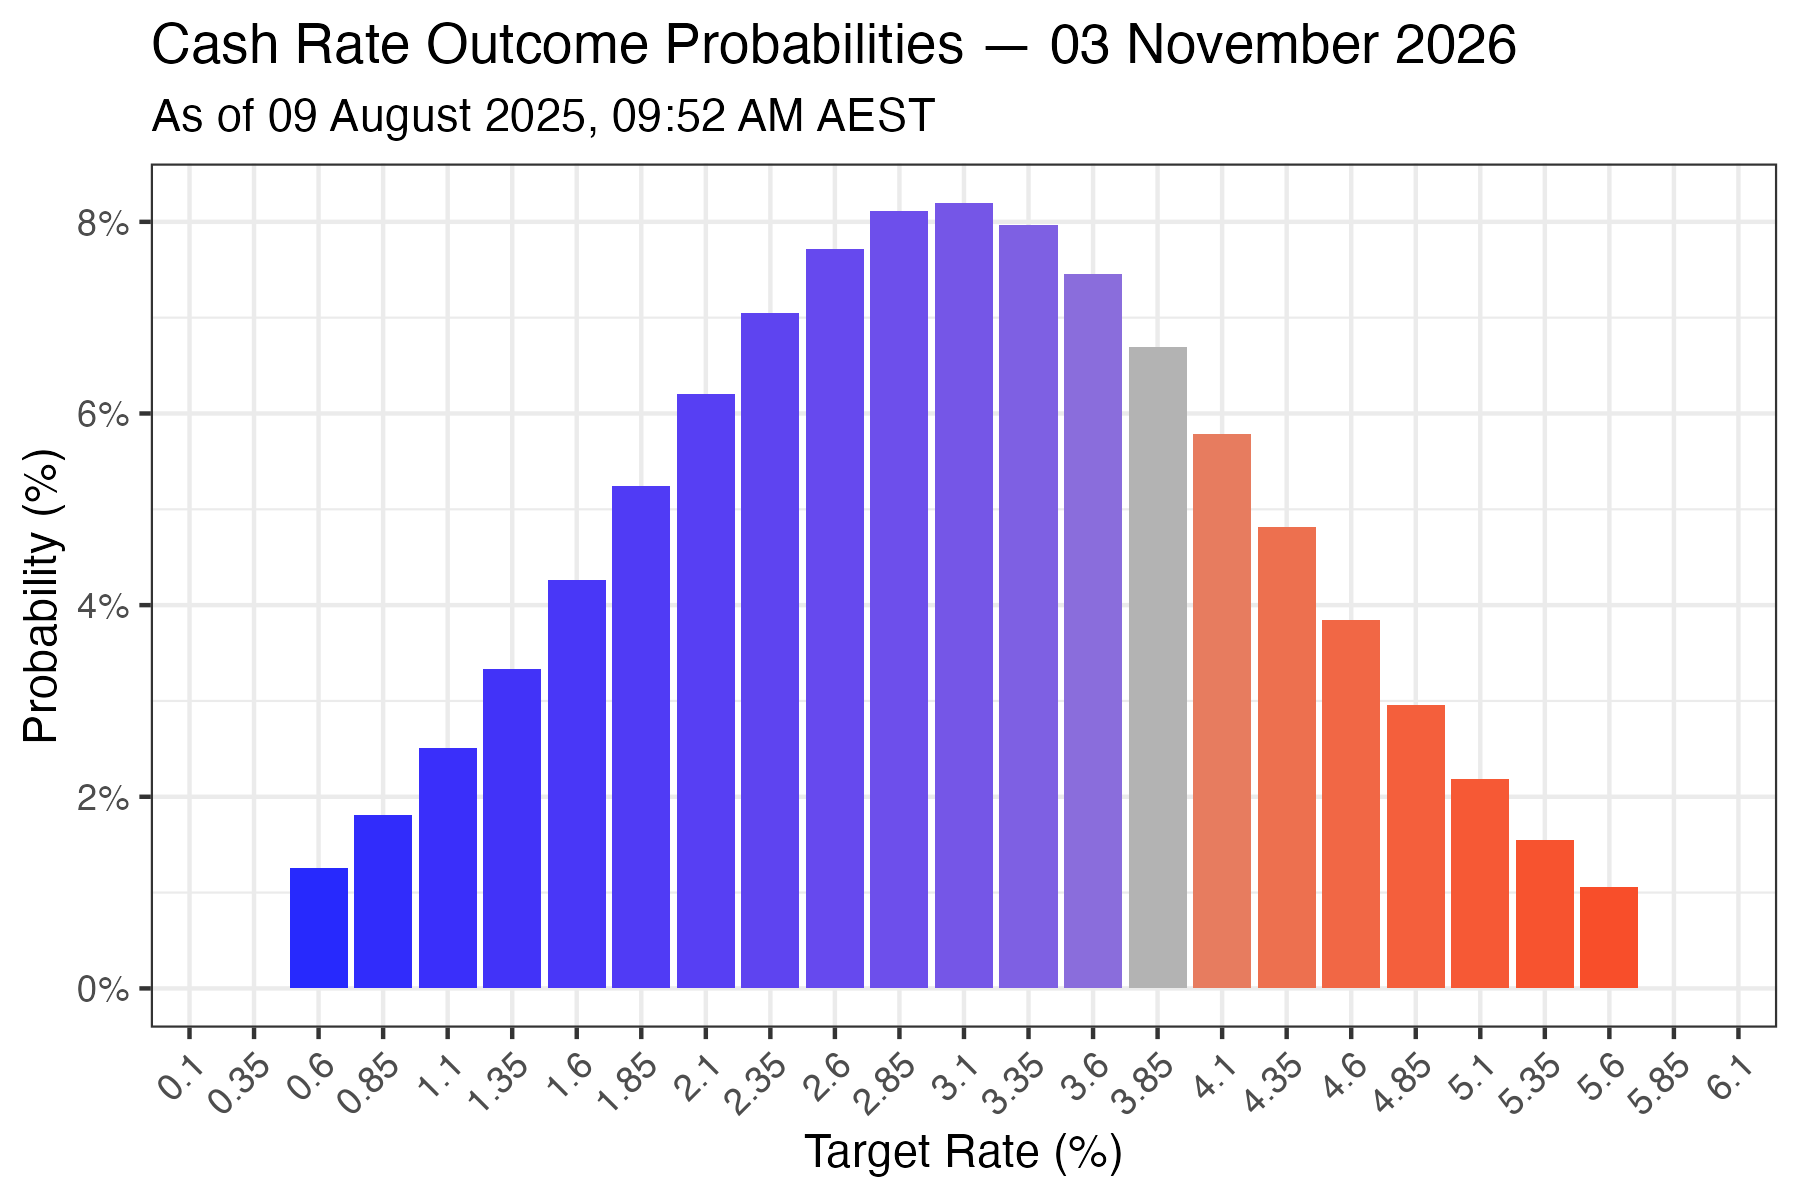 Cash Rate Outcome Probabilities — 03 November 2026
As of 09 August 2025, 09:52 AM AEST
Probability (%)
8%
6%
4%
2%
0%
0.1 0.35 0.6 0.85 1.1 1.35 1.6 1.85 2.1 2.35 2.6 2.85 3.1 3.35 3.6 3.85 4.1 4.35 4.6 4.85 5.1 5.35 5.6 5.85 6.1
Target Rate (%)